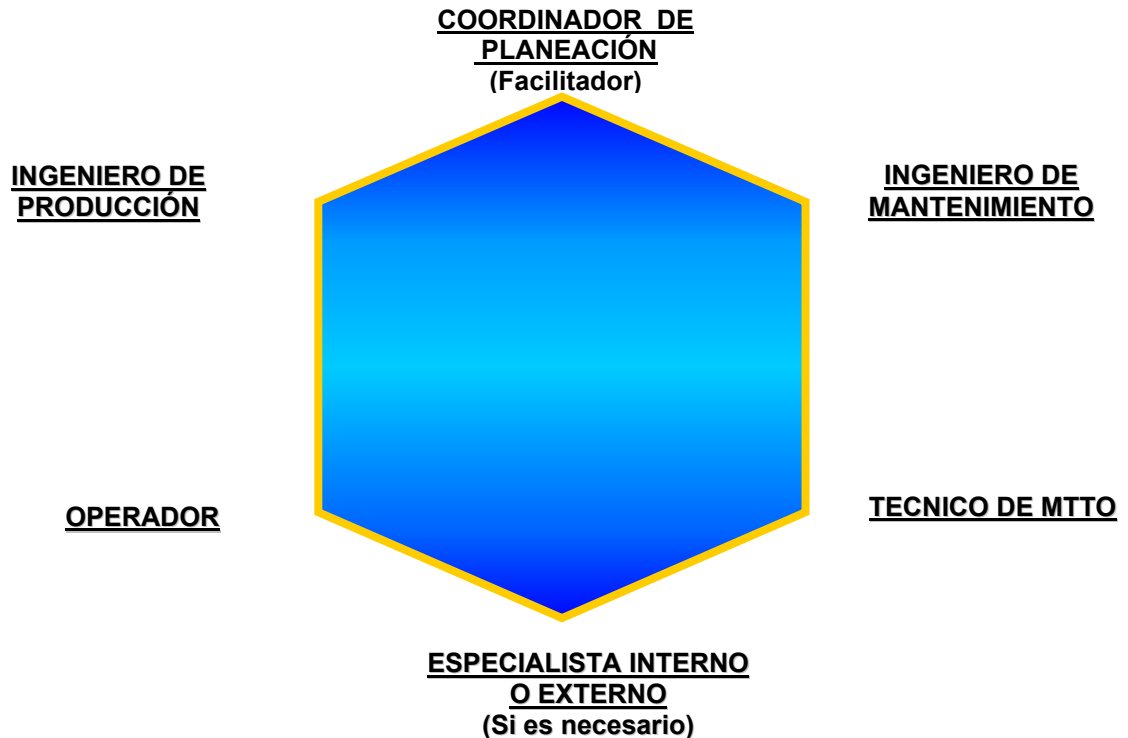 COORDINADOR DE
PLANEACIÓN
(Facilitador)
INGENIERO DE
PRODUCCIÓN
INGENIERO DE
MANTENIMIENTO
OPERADOR
TECNICO DE MTTO
ESPECIALISTA INTERNO
O EXTERNO
(Si es necesario)